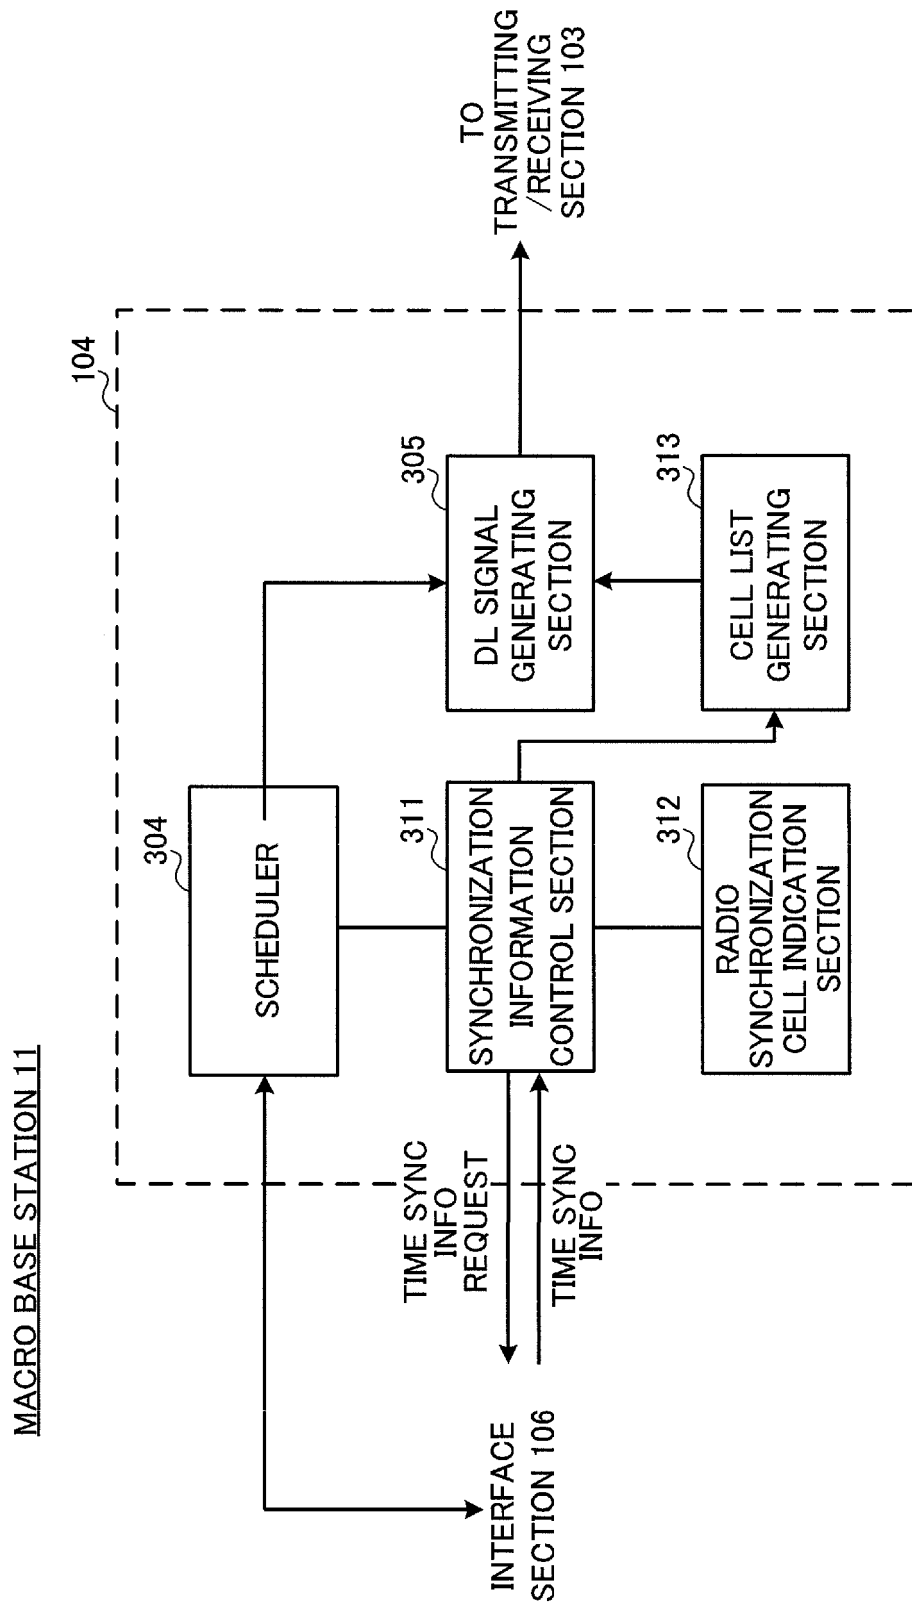 MACRO BASE STATION 11
104
304
SCHEDULER
INTERFACE
SECTION 106
TIME SYNC
INFO
REQUEST
TIME SYNC
INFO
311
SYNCHRONIZATION
INFORMATION
CONTROL SECTION
305
DL SIGNAL
GENERATING
SECTION
TO
TRANSMITTING
/RECEIVING
SECTION 103
312
RADIO
SYNCHRONIZATION
CELL INDICATION
SECTION
313
CELL LIST
GENERATING
SECTION